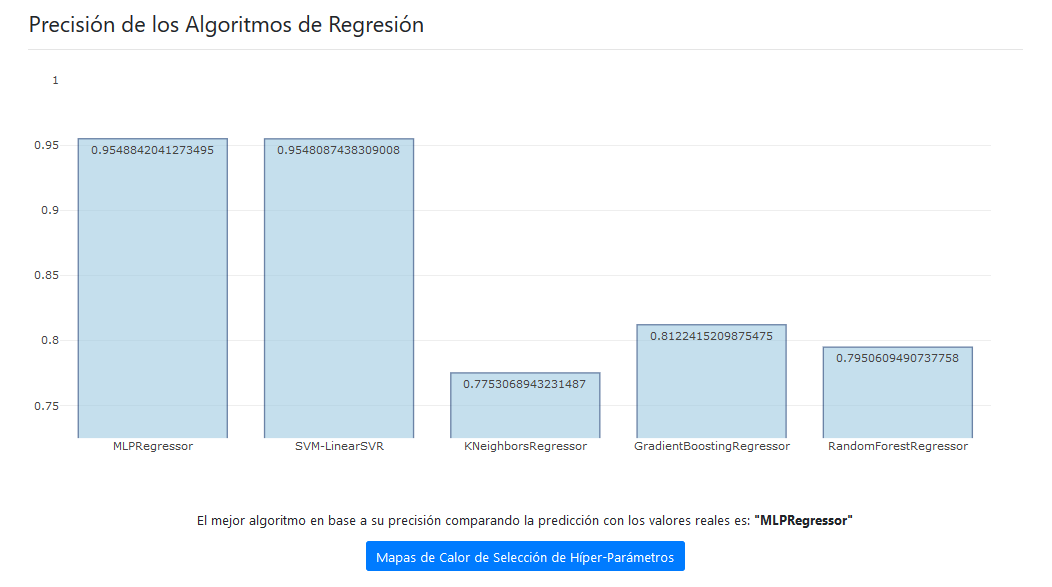 Precisión de los Algoritmos de Regresión
1
0.95
0.9
0.85
0.8
0.75
0.9548842041273495
0.9548087438309008
0.7753068943231487
0.8122415209875475
0.7950609490737758
MLPRegressor
SVM-LinearSVR
KNeighborsRegressor
GradientBoostingRegressor
RandomForestRegressor
El mejor algoritmo en base a su precisión comparando la predicción con los valores reales es: "MLPRegressor"
Mapas de Calor de Selección de Híper-Parámetros